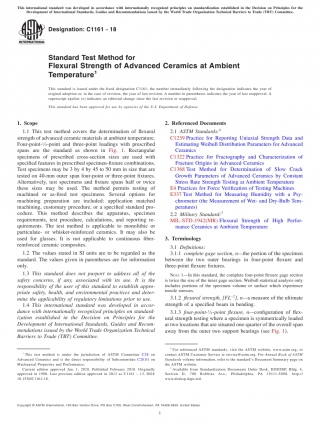 This international standard was developed in accordance with internationally recognized principles on standardization established in the Decision on Principles for the
Development of International Standards, Guides and Recommendations issued by the World Trade Organization Technical Barriers to Trade (TBT) Committee.
Designation: C1161 − 18
Standard Test Method for
Flexural Strength of Advanced Ceramics at Ambient
Temperature1
This standard is issued under the fixed designation C1161; the number immediately following the designation indicates the year of
original adoption or, in the case of revision, the year of last revision. A number in parentheses indicates the year of last reapproval. A
superscript epsilon (´) indicates an editorial change since the last revision or reapproval.
This standard has been approved for use by agencies of the U.S. Department of Defense.
1. Scope
1.1 This test method covers the determination of flexural
strength of advanced ceramic materials at ambient temperature.
Four-point-¼-point and three-point loadings with prescribed
spans are the standard as shown in Fig. 1. Rectangular
specimens of prescribed cross-section sizes are used with
specified features in prescribed specimen-fixture combinations.
Test specimens may be 3 by 4 by 45 to 50 mm in size that are
tested on 40-mm outer span four-point or three-point fixtures.
Alternatively, test specimens and fixture spans half or twice
these sizes may be used. The method permits testing of
machined or as-fired test specimens. Several options for
machining preparation are included: application matched
machining, customary procedure, or a specified standard pro-
cedure. This method describes the apparatus, specimen
requirements, test procedure, calculations, and reporting re-
quirements. The test method is applicable to monolithic or
particulate- or whisker-reinforced ceramics. It may also be
used for glasses. It is not applicable to continuous fiber-
reinforced ceramic composites.
1.2 The values stated in SI units are to be regarded as the
standard. The values given in parentheses are for information
only.
1.3 This standard does not purport to address all of the
safety concerns, if any, associated with its use. It is the
responsibility of the user of this standard to establish appro-
priate safety, health, and environmental practices and deter-
mine the applicability of regulatory limitations prior to use.
1.4 This international standard was developed in accor-
dance with internationally recognized principles on standard-
ization established in the Decision on Principles for the
Development of International Standards, Guides and Recom-
mendations issued by the World Trade Organization Technical
Barriers to Trade (TBT) Committee.
1 This test method is under the jurisdiction of ASTM Committee C28 on
Advanced Ceramics and is the direct responsibility of Subcommittee C28.01 on
Mechanical Properties and Performance.
Current edition approved Jan. 1, 2018. Published February 2018. Originally
approved in 1990. Last previous edition approved in 2013 as C1161 – 13. DOI:
10.1520/C1161-18.
2. Referenced Documents
2.1 ASTM Standards:2
C1239 Practice for Reporting Uniaxial Strength Data and
Estimating Weibull Distribution Parameters for Advanced
Ceramics
C1322 Practice for Fractography and Characterization of
Fracture Origins in Advanced Ceramics
C1368 Test Method for Determination of Slow Crack
Growth Parameters of Advanced Ceramics by Constant
Stress Rate Strength Testing at Ambient Temperature
E4 Practices for Force Verification of Testing Machines
E337 Test Method for Measuring Humidity with a Psy-
chrometer (the Measurement of Wet- and Dry-Bulb Tem-
peratures)
2.2 Military Standard:3
MIL-STD-1942(MR) Flexural Strength of High Perfor-
mance Ceramics at Ambient Temperature
3. Terminology
3.1 Definitions:
3.1.1 complete gage section, n—the portion of the specimen
between the two outer bearings in four-point flexure and
three-point flexure fixtures.
NOTE 1—In this standard, the complete four-point flexure gage section
is twice the size of the inner gage section. Weibull statistical analysis only
includes portions of the specimen volume or surface which experience
tensile stresses.
3.1.2 flexural strength, [FL−2], n—a measure of the ultimate
strength of a specified beam in bending.
3.1.3 four-point-¼-point flexure, n—configuration of flex-
ural strength testing where a specimen is symmetrically loaded
at two locations that are situated one quarter of the overall span
away from the outer two support bearings (see Fig. 1).
2 For referenced ASTM standards, visit the ASTM website, www.astm.org, or
contact ASTM Customer Service at service@astm.org. For Annual Book of ASTM
Standards volume information, refer to the standard's Document Summary page on
the ASTM website.
3 Available from Standardization Documents Order Desk, DODSSP, Bldg. 4,
Section D, 700 Robbins Ave., Philadelphia, PA 19111-5098, http://
www.dodssp.daps.mil
Copyright © ASTM International, 100 Barr Harbor Drive, PO Box C700, West Conshohocken, PA 19428-2959. United States
1